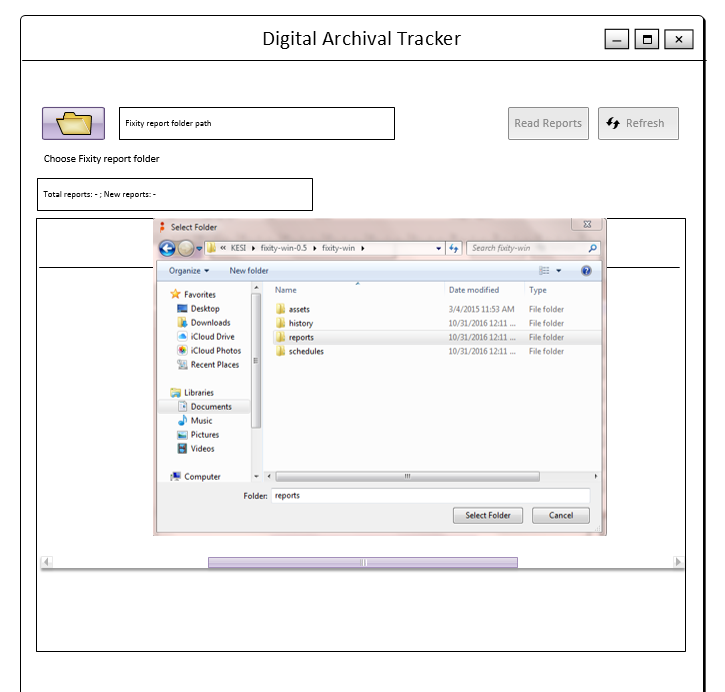 Digital Archival Tracker
Fixity report folder path
Read Reports
Refresh
Choose Fixity report folder
Total reports: - ; New reports: -
Select Folder
« KESI fixity-win-0.5 fixity-win
Search fixity-win
Organize New folder
Name Date modified Type
Favorites
Desktop
Downloads
iCloud Drive
iCloud Photos
Recent Places
Libraries
Documents
Music
Pictures
Videos
Computer
assets 3/4/2015 11:53 AM File folder
history 10/31/2016 12:11 ... File folder
reports 10/31/2016 12:11 ... File folder
schedules 10/31/2016 12:11 ... File folder
Folder: reports
Select Folder Cancel